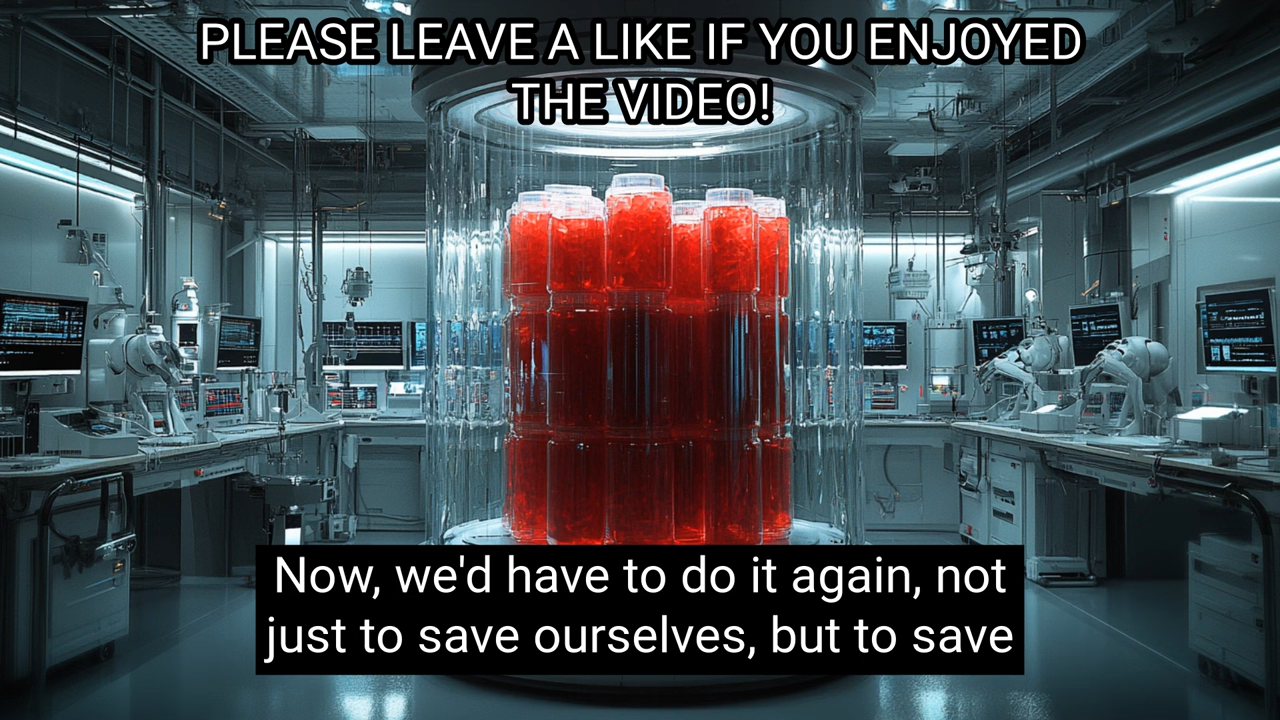 PLEASE LEAVE A LIKE IF YOU ENJOYED
THE VIDEO!
Now, we'd have to do it again, not
just to save ourselves, but to save